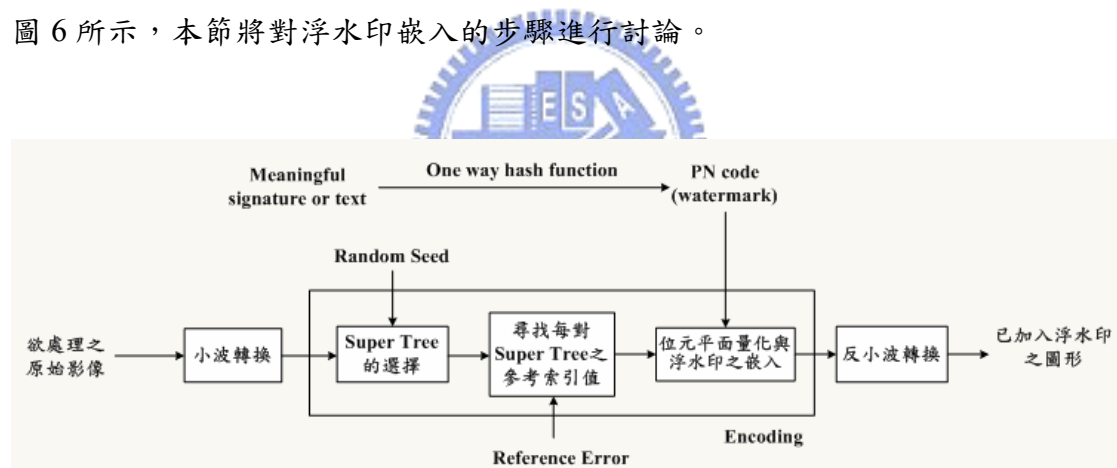 圖 6 所示，本節將對浮水印嵌入的步驟進行討論。
ESA
Meaningful
signature or text
One way hash function
PN code
(watermark)
Random Seed
欲處理之
原始影像
小波轉換
Super Tree
的選擇
尋找每對
Super Tree之
參考索引值
位元平面量化與
浮水印之嵌入
反小波轉換
已加入浮水印
之圖形
Encoding
Reference Error